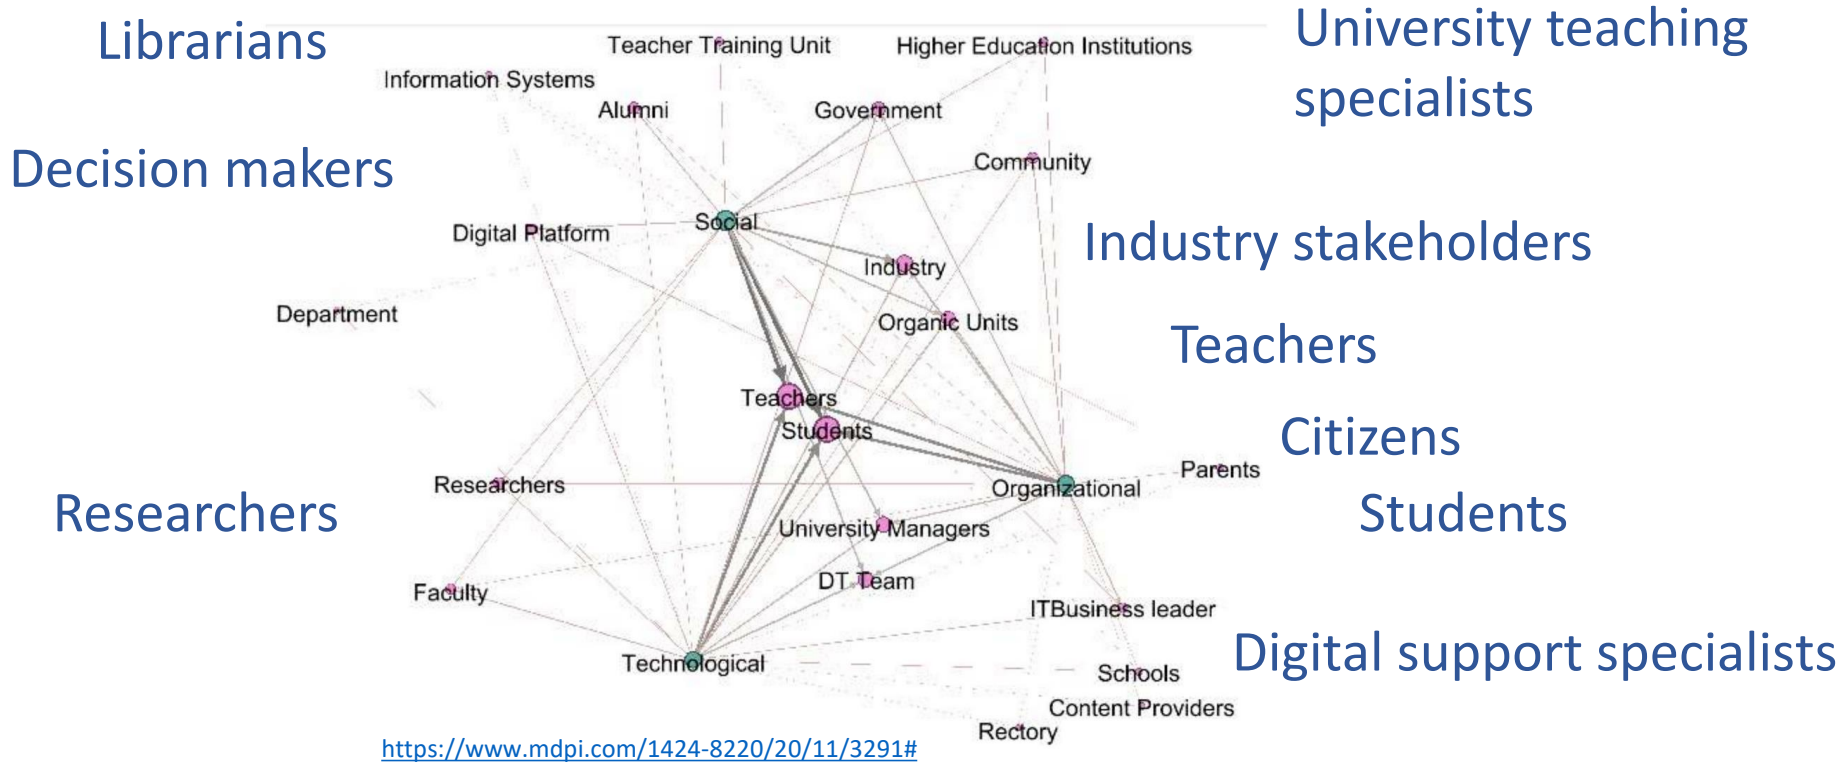 Librarians
University teaching
specialists
Teacher Training Unit
Higher Education Institutions
Information Systems
Alumni
Government
Decision makers
Community
Social
Digital Platform
Industry stakeholders
Industry
Department
Organic Units
Teachers
Teachers
Students
Citizens
Parents
Researchers
Organizational
Researchers
Students
University Managers
DT Team
Faculty
ITBusiness leader
Technological
Digital support specialists
Schools
Content Providers
Rectory
https://www.mdpi.com/1424-8220/20/11/3291#